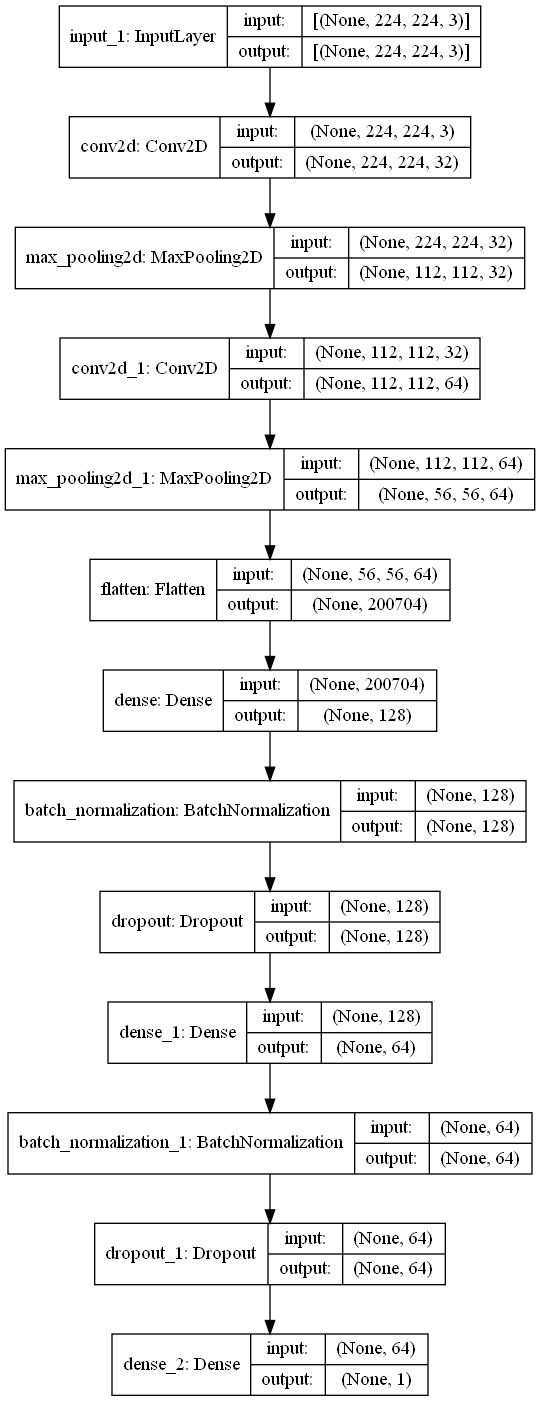 input_1: InputLayer
input: [(None, 224, 224, 3)]
output: [(None, 224, 224, 3)]
conv2d: Conv2D
input: (None, 224, 224, 3)
output: (None, 224, 224, 32)
max_pooling2d: MaxPooling2D
input: (None, 224, 224, 32)
output: (None, 112, 112, 32)
conv2d_1: Conv2D
input: (None, 112, 112, 32)
output: (None, 112, 112, 64)
max_pooling2d_1: MaxPooling2D
input: (None, 112, 112, 64)
output: (None, 56, 56, 64)
flatten: Flatten
input: (None, 56, 56, 64)
output: (None, 200704)
dense: Dense
input: (None, 200704)
output: (None, 128)
batch_normalization: BatchNormalization
input: (None, 128)
output: (None, 128)
dropout: Dropout
input: (None, 128)
output: (None, 128)
dense_1: Dense
input: (None, 128)
output: (None, 64)
batch_normalization_1: BatchNormalization
input: (None, 64)
output: (None, 64)
dropout_1: Dropout
input: (None, 64)
output: (None, 64)
dense_2: Dense
input: (None, 64)
output: (None, 1)